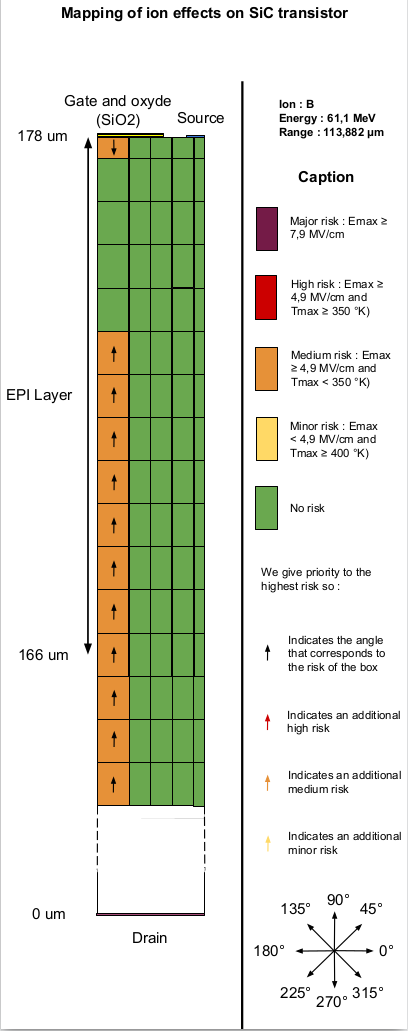 Mapping of ion effects on SiC transistor
Gate and oxyde
(SiO2)
Source
178 um
EPI Layer
166 um
0 um
Drain
Ion : B
Energy : 61,1 MeV
Range : 113,882 µm
Caption
Major risk : Emax ≥
7,9 MV/cm
High risk : Emax ≥
4,9 MV/cm and
Tmax ≥ 350 °K)
Medium risk : Emax
≥ 4,9 MV/cm and
Tmax < 350 °K)
Minor risk : Emax
< 4,9 MV/cm and
Tmax ≥ 400 °K)
No risk
We give priority to the
highest risk so :
Indicates the angle
that corresponds to
the risk of the box
Indicates an additional
high risk
Indicates an additional
medium risk
Indicates an additional
minor risk
90°
135°
45°
180°
0°
225°
315°
270°